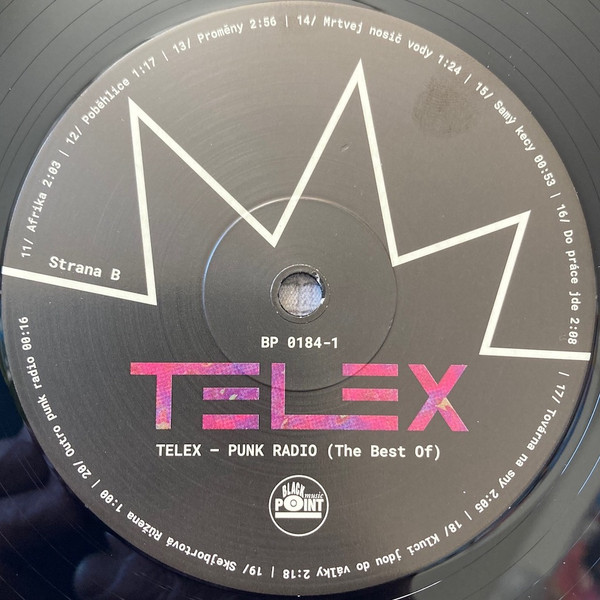 11/ Afrika 2:03 | 12/ Poběhlice 1:17 | 13/ Proměny 2:56 | 14/ Mrtvej nosič vody 1:24 | 15/ Samý kecy 00:53 | 16/ Do práce jde 2:08 | 17/ Továrna na sny 2:05 | 18/ Kluci jdou do války 2:18 | 19/ Skejbortová Růžena 1:00 | 20/ Outro punk radio 00:16
Strana B
BP 0184-1
TELEX
TELEX – PUNK RADIO (The Best Of)
BLACK
music
POINT